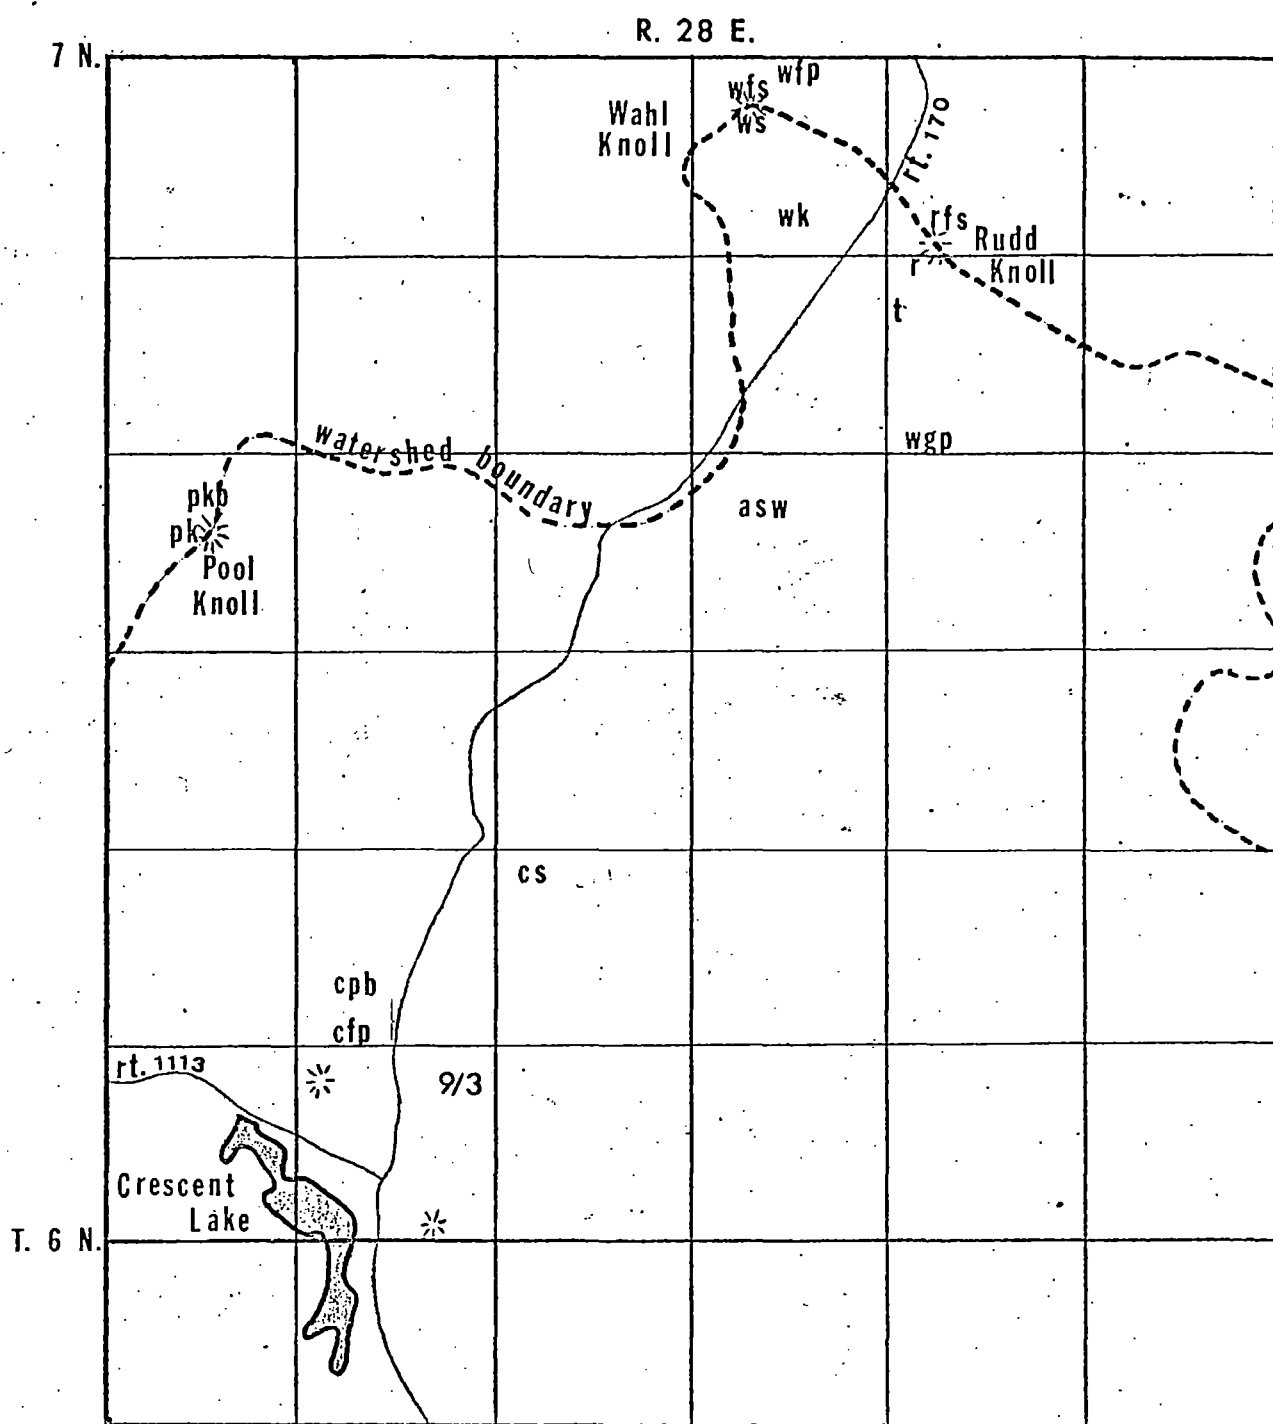 R. 28 E.
7 N.
wfp
wfs
ws
Wahl
Knoll
rt. 170
wk
rfs
Rudd
Knoll
r
t
watershed boundary
wgp
pkb
pk
asw
Pool
Knoll
cs
cpb
cfp
rt. 1113
9/3
Crescent
Lake
T. 6 N.